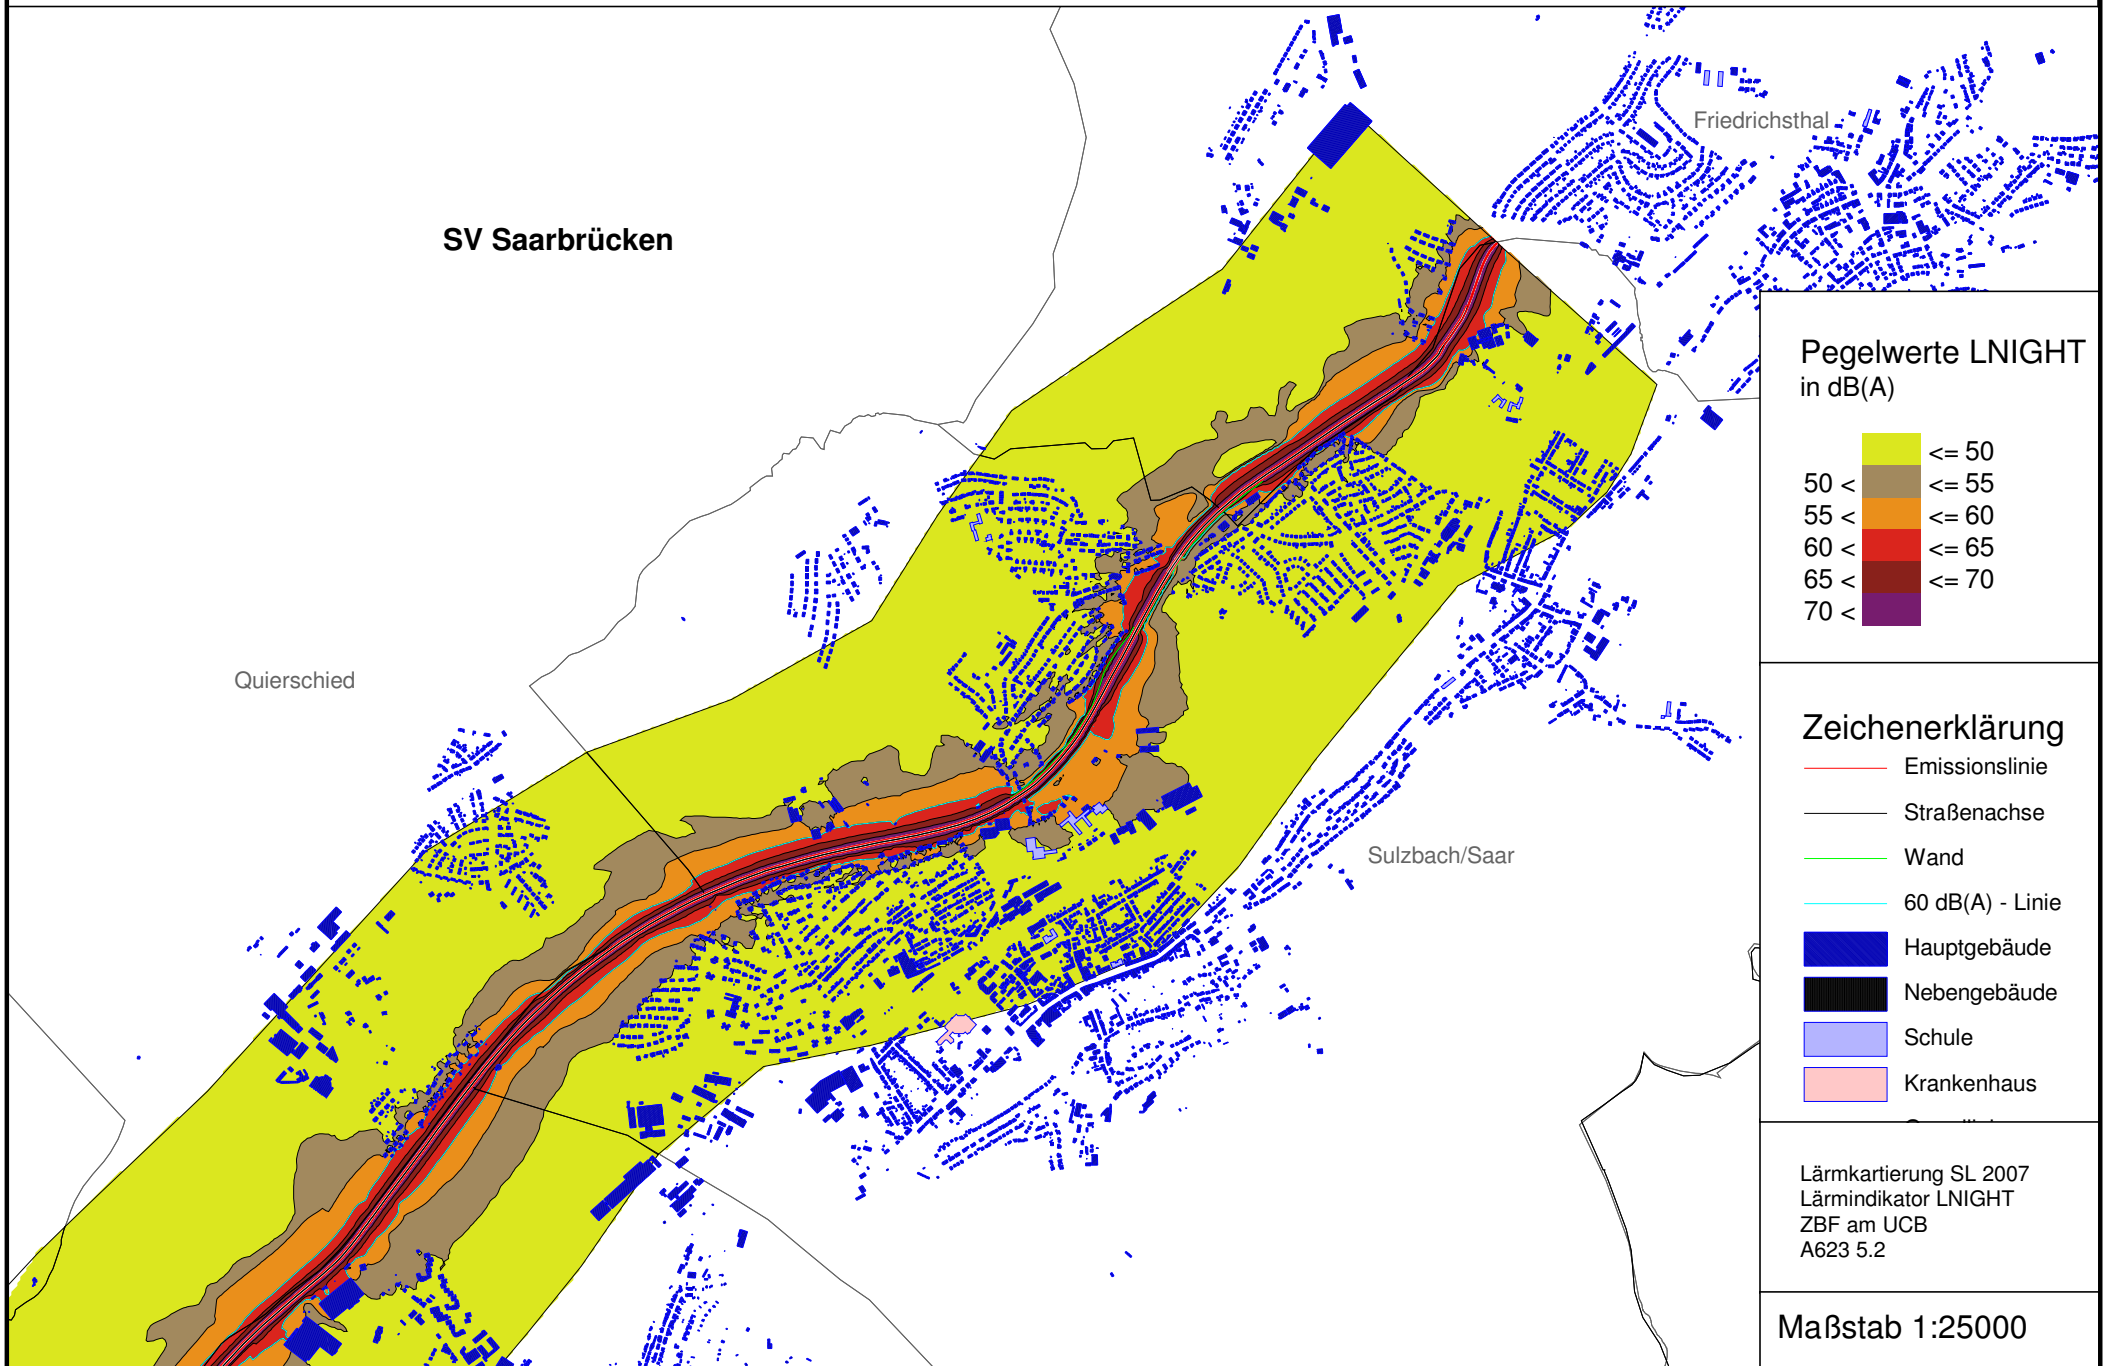 Friedrichsthal
SV Saarbrücken
Quierschied
Sulzbach/Saar
Pegelwerte LNIGHT
in dB(A)
<= 50
50 < <= 55
55 < <= 60
60 < <= 65
65 < <= 70
70 <
Zeichenerklärung
Emissionslinie
Straßenachse
Wand
60 dB(A) - Linie
Hauptgebäude
Nebengebäude
Schule
Krankenhaus
Lärmkartierung SL 2007
Lärmindikator LNIGHT
ZBF am UCB
A623 5.2
Maßstab 1:25000